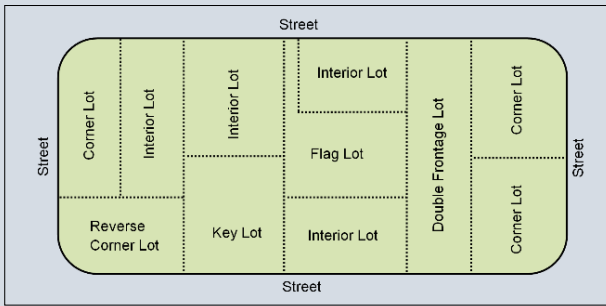 Street
Street
Corner Lot
Interior Lot
Interior Lot
Interior Lot
Flag Lot
Double Frontage Lot
Corner Lot
Street
Reverse
Corner Lot
Key Lot
Interior Lot
Corner Lot
Street